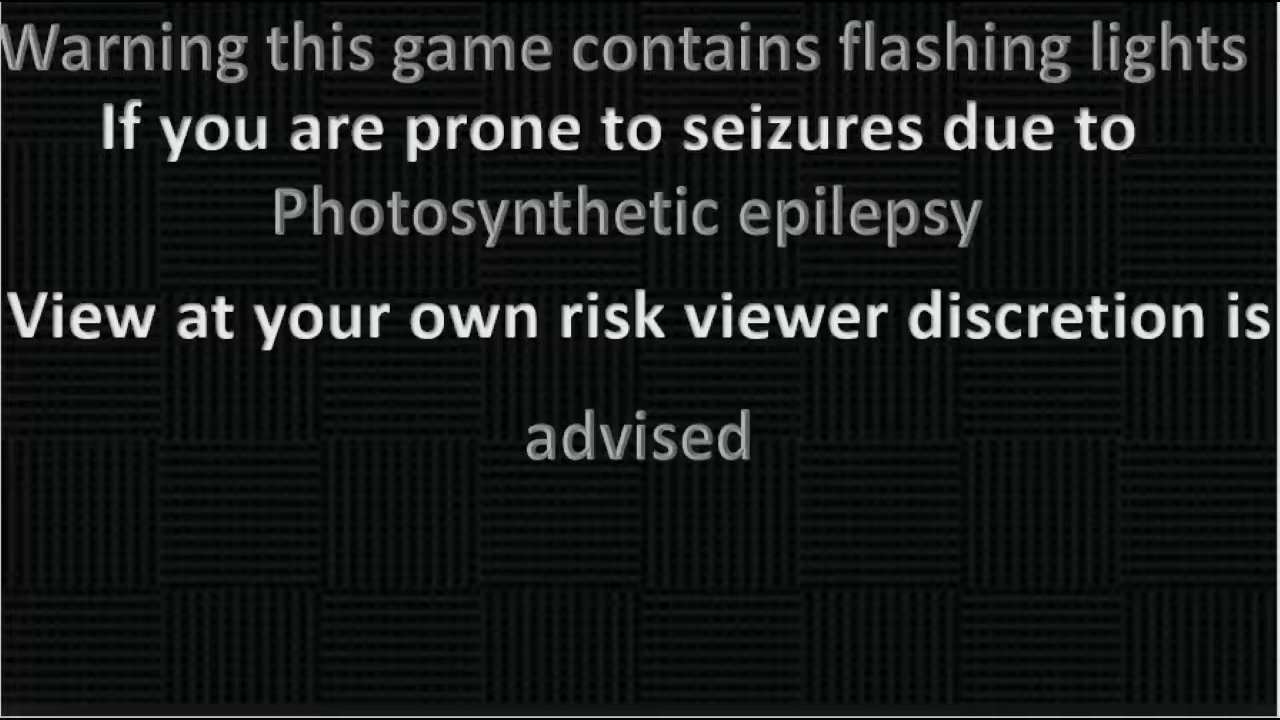 Warning this game contains flashing lights
If you are prone to seizures due to
Photosynthetic epilepsy
View at your own risk viewer discretion is
advised